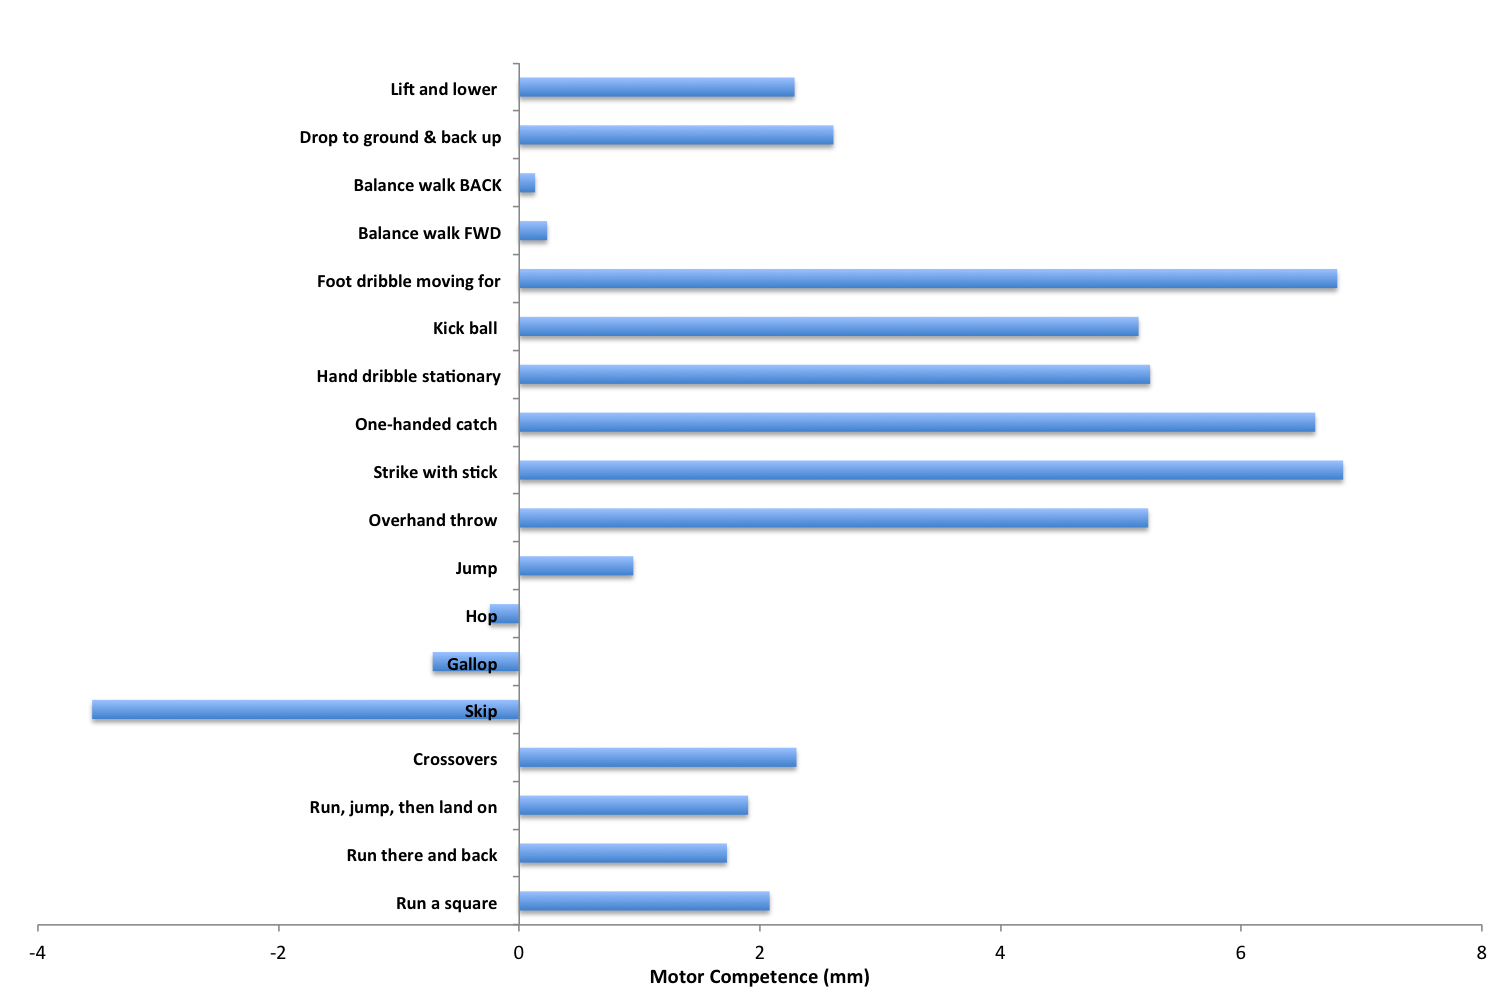 Lift and lower
Drop to ground & back up
Balance walk BACK
Balance walk FWD
Foot dribble moving for
Kick ball
Hand dribble stationary
One-handed catch
Strike with stick
Overhand throw
Jump
Hop
Gallop
Skip
Crossovers
Run, jump, then land on
Run there and back
Run a square
-4 -2 0 2 4 6 8
Motor Competence (mm)